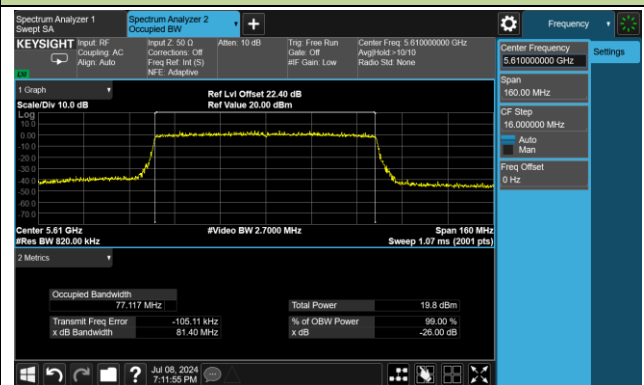 Spectrum Analyzer 1
Swept SA
Spectrum Analyzer 2
Occupied BW
+
Frequency
KEYSIGHT
Input: RF
Coupling: AC
Align: Auto
Input Z: 50 Ω
Corrections: Off
Freq Ref: Int (S)
NFE: Adaptive
Atten: 10 dB
Trig: Free Run
Gate: Off
#IF Gain: Low
Center Freq: 5.610000000 GHz
Avg|Hold:>10/10
Radio Std: None
Center Frequency
5.610000000 GHz
Settings
Span
160.00 MHz
CF Step
16.000000 MHz
Auto
Man
Freq Offset
0 Hz
1 Graph
Scale/Div 10.0 dB
Ref Lvl Offset 22.40 dB
Ref Value 20.00 dBm
Log
10.0
0.00
-10.0
-20.0
-30.0
-40.0
-50.0
-60.0
-70.0
Center 5.61 GHz
#Res BW 820.00 kHz
#Video BW 2.7000 MHz
Span 160 MHz
Sweep 1.07 ms (2001 pts)
2 Metrics
Occupied Bandwidth
77.117 MHz
Total Power 19.8 dBm
Transmit Freq Error -105.11 kHz
% of OBW Power 99.00 %
x dB Bandwidth 81.40 MHz
x dB -26.00 dB
?
Jul 08, 2024
7:11:55 PM